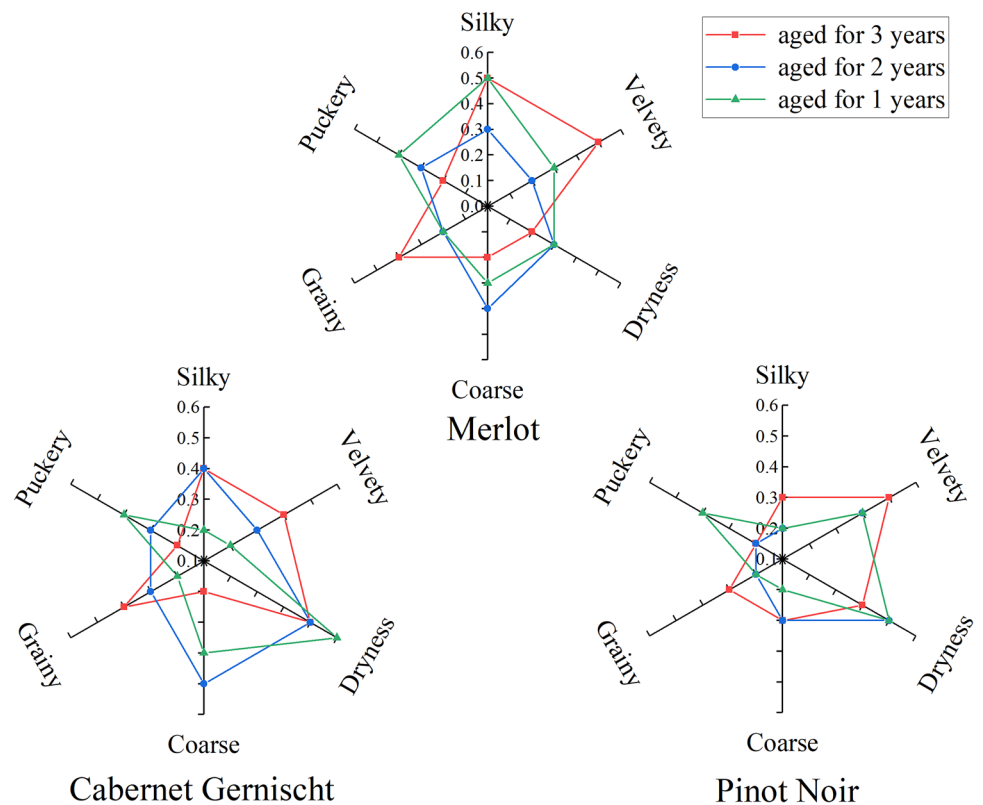 Silky
0.6
0.5
0.4
0.3
0.2
0.1
0.0
Velvety
Dryness
Coarse
Grainy
Puckery
Merlot
aged for 3 years
aged for 2 years
aged for 1 years
Silky
0.6
0.5
0.4
0.3
0.2
0.1
Velvety
Dryness
Coarse
Grainy
Puckery
Cabernet Gernischt
Silky
0.6
0.5
0.4
0.3
0.2
0.1
Velvety
Dryness
Coarse
Grainy
Puckery
Pinot Noir